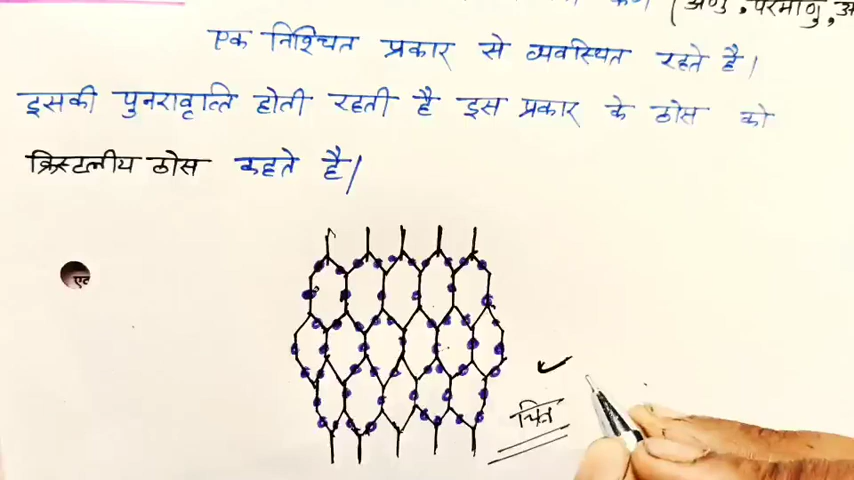 (अणु, परमाणु,
एक निश्चित प्रकार से व्यवस्थित रहते है।
इसकी पुनरावृत्ति होती रहती है इस प्रकार के ठोस को
क्रिस्टलीय ठोस कहते है।
चित्र